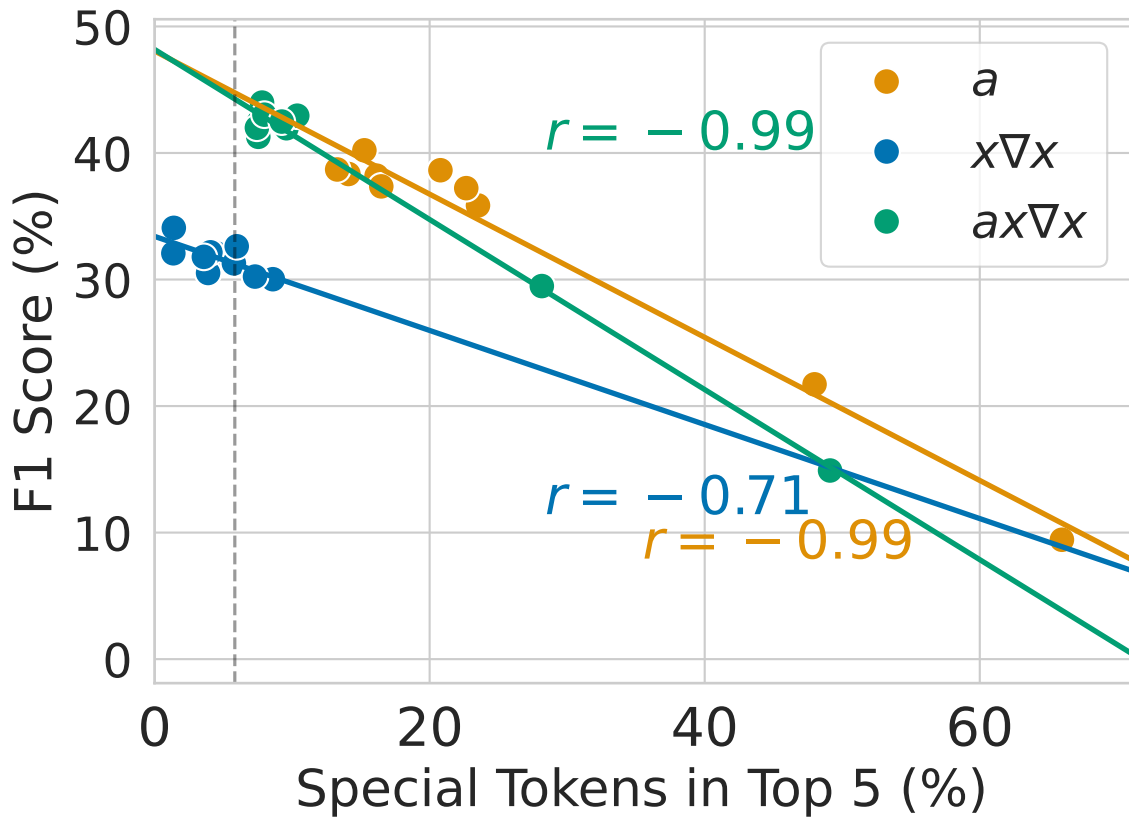 F1 Score (%)
50
40
30
20
10
0
r = −0.99
r = −0.71
r = −0.99
a
x∇x
ax∇x
0 20 40 60
Special Tokens in Top 5 (%)